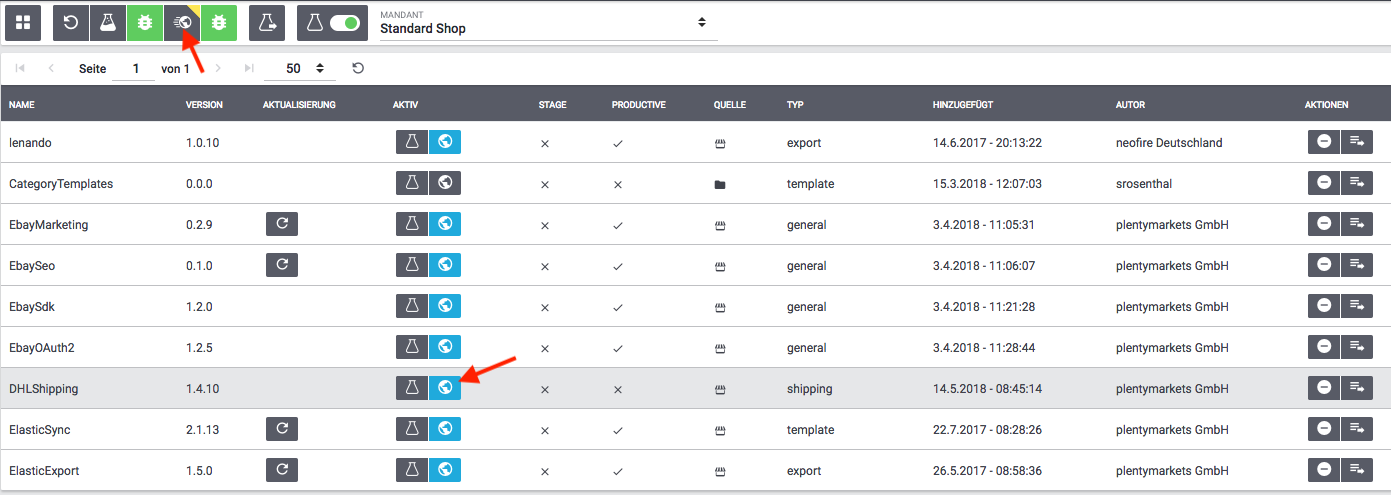 MANDANT
Standard Shop
Seite 1 von 1 50
NAME VERSION AKTUALISIERUNG AKTIV STAGE PRODUCTIVE QUELLE TYP HINZUGEFÜGT AUTOR AKTIONEN
lenando 1.0.10 export 14.6.2017 - 20:13:22 neofire Deutschland
CategoryTemplates 0.0.0 template 15.3.2018 - 12:07:03 srosenthal
EbayMarketing 0.2.9 general 3.4.2018 - 11:05:31 plentymarkets GmbH
EbaySeo 0.1.0 general 3.4.2018 - 11:06:07 plentymarkets GmbH
EbaySdk 1.2.0 general 3.4.2018 - 11:21:28 plentymarkets GmbH
EbayOAuth2 1.2.5 general 3.4.2018 - 11:28:44 plentymarkets GmbH
DHLShipping 1.4.10 shipping 14.5.2018 - 08:45:14 plentymarkets GmbH
ElasticSync 2.1.13 template 22.7.2017 - 08:28:26 plentymarkets GmbH
ElasticExport 1.5.0 export 26.5.2017 - 08:58:36 plentymarkets GmbH